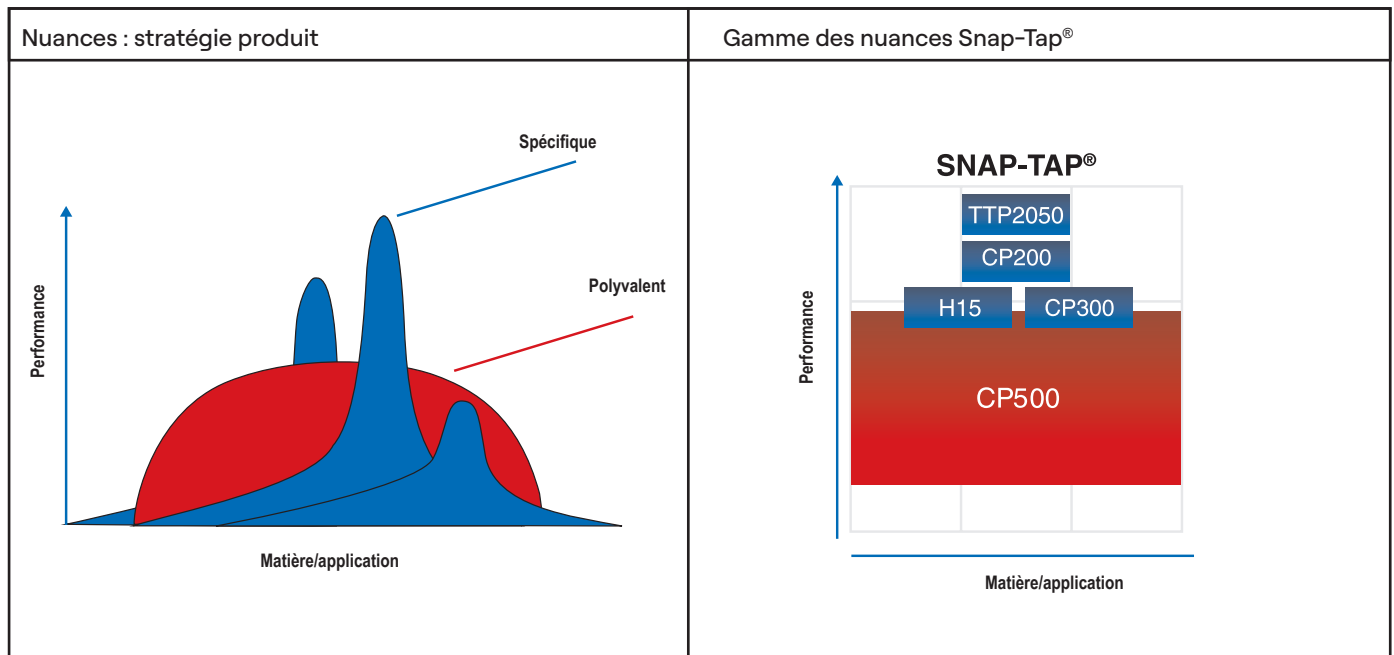 Nuances : stratégie produit
Gamme des nuances Snap-Tap®
Spécifique
Polyvalent
Performance
Matière/application
SNAP-TAP®
TTP2050
CP200
H15
CP300
CP500
Performance
Matière/application